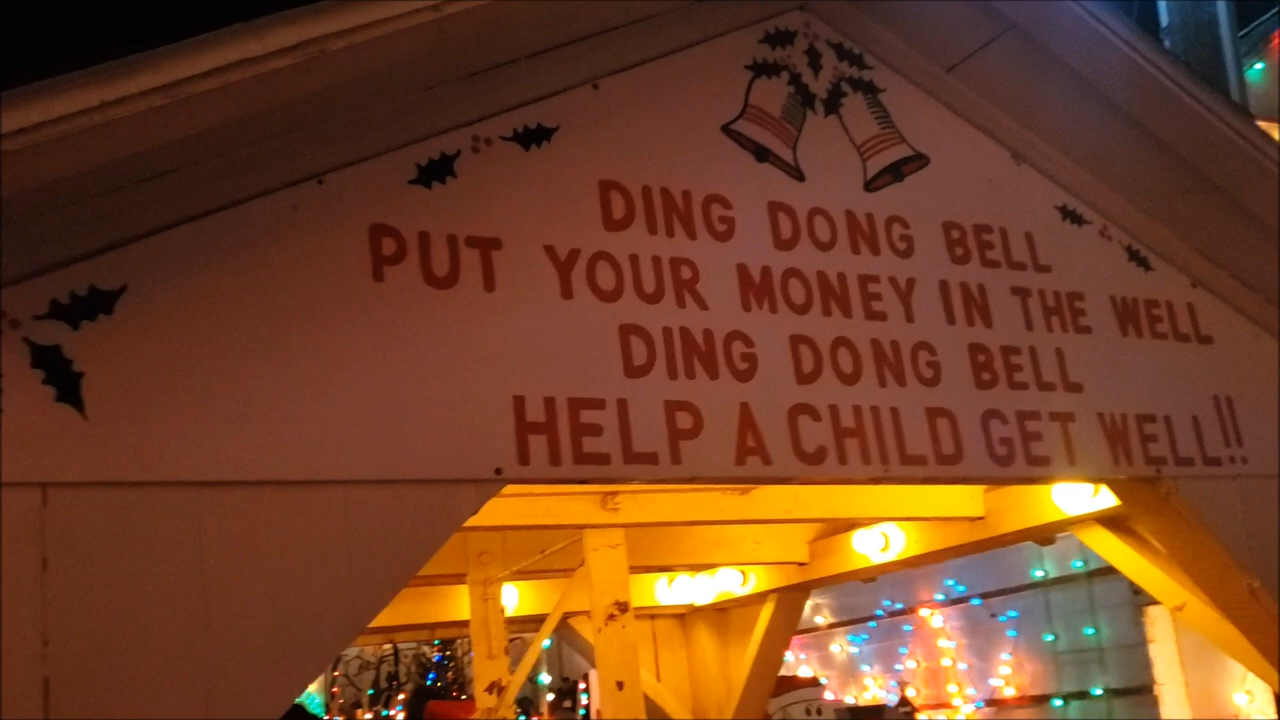 DING DONG BELL
PUT YOUR MONEY IN THE WELL
DING DONG BELL
HELP A CHILD GET WELL!!